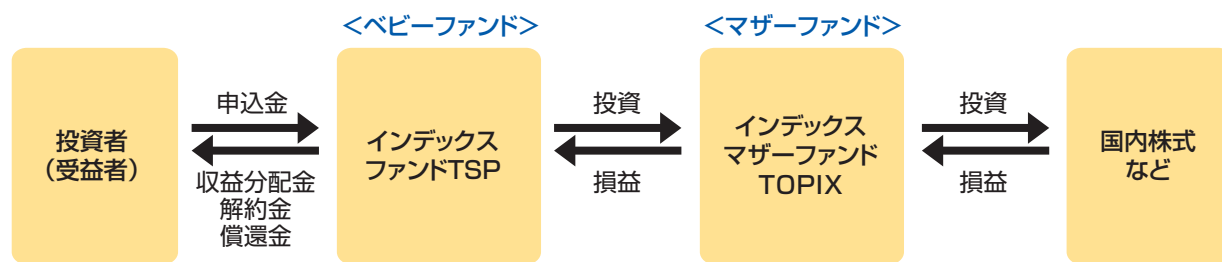 <ベビーファンド>
<マザーファンド>
投資者
(受益者)
申込金
収益分配金
解約金
償還金
インデックス
ファンドTSP
投資
損益
インデックス
マザーファンド
TOPIX
投資
損益
国内株式
など